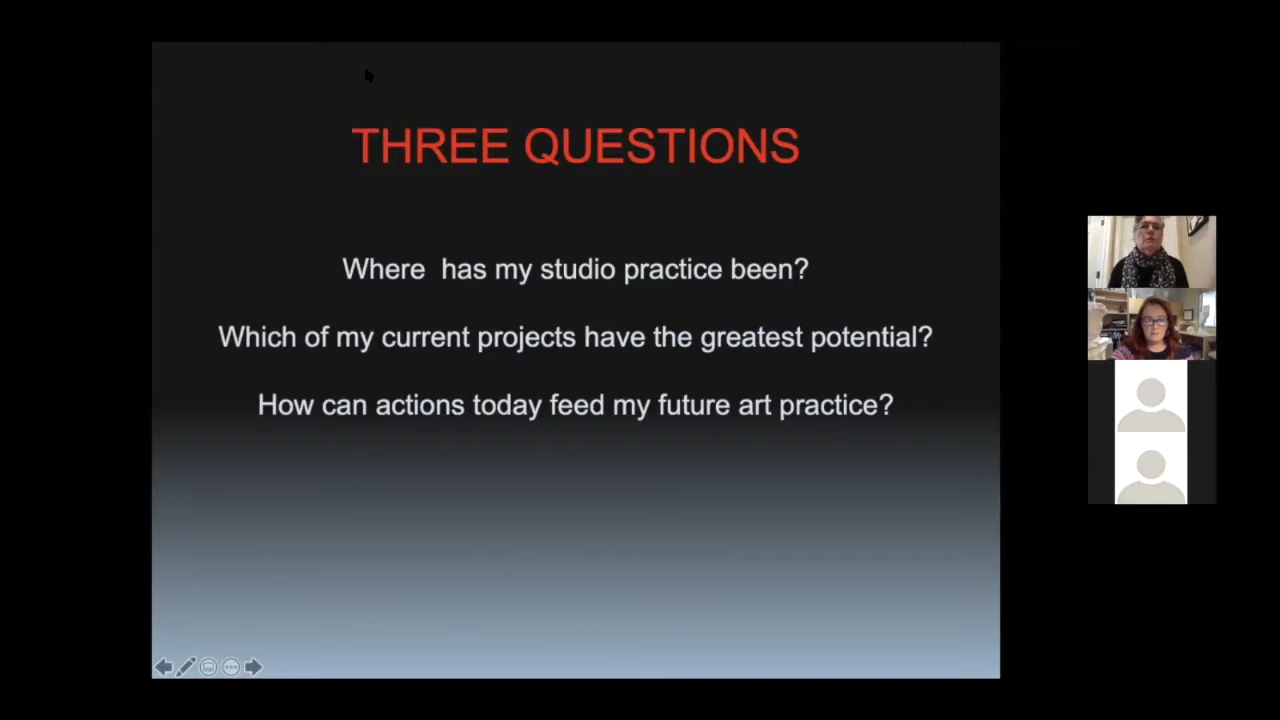 THREE QUESTIONS
Where has my studio practice been?
Which of my current projects have the greatest potential?
How can actions today feed my future art practice?